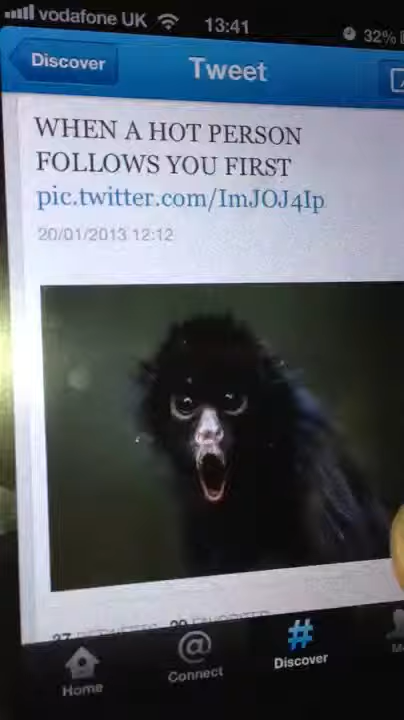 vodafone UK 13:41 32%
Discover Tweet
WHEN A HOT PERSON
FOLLOWS YOU FIRST
pic.twitter.com/ImJOJ4Ip
20/01/2013 12:12
@
#
Home Connect Discover